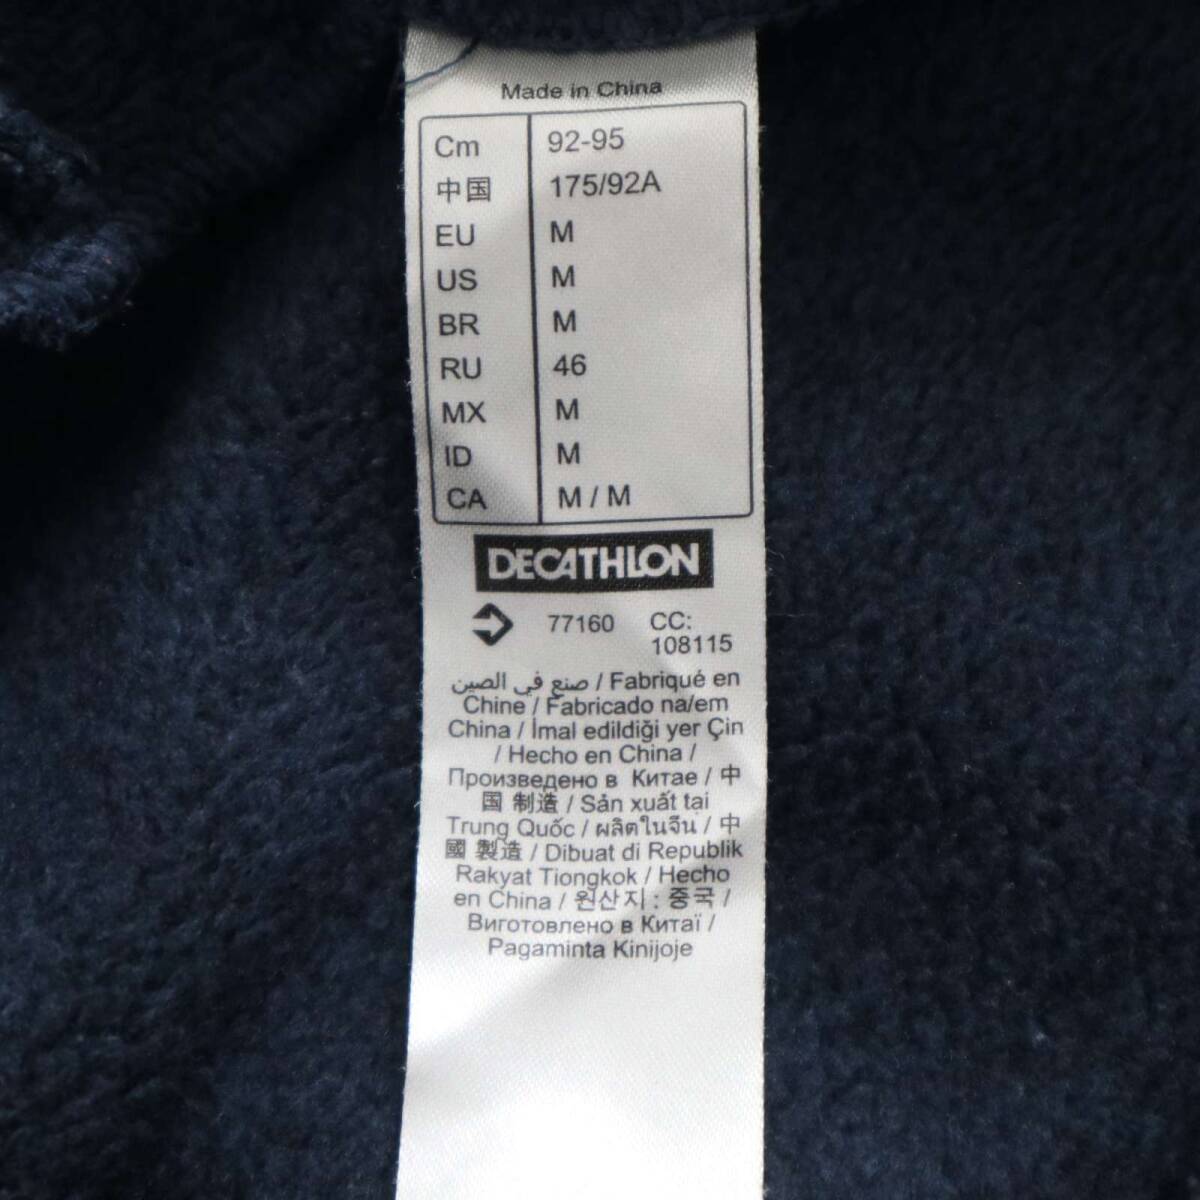 Made in China
Cm 92-95
中国 175/92A
EU M
US M
BR M
RU 46
MX M
ID M
CA M / M
DECATHLON
77160 CC:
108115
صنع في الصين / Fabriqué en
Chine / Fabricado na/em
China / İmal edildiği yer Çin
/ Hecho en China /
Произведено в Китае / 中
国 制造 / Sản xuất tại
Trung Quốc / ผลิตในจีน / 中
國 製造 / Dibuat di Republik
Rakyat Tiongkok / Hecho
en China / 원산지 : 중국 /
Виготовлено в Китаї /
Pagaminta Kinijoje